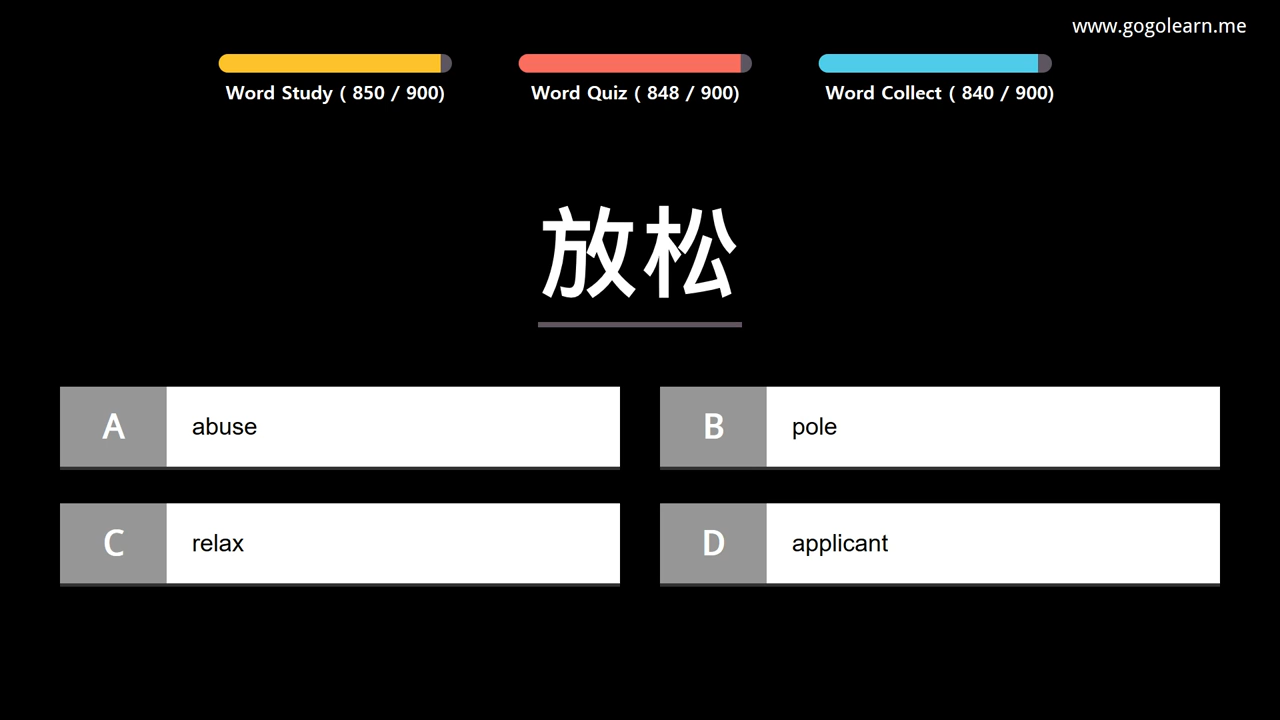 www.gogolearn.me
Word Study ( 850 / 900)
Word Quiz ( 848 / 900)
Word Collect ( 840 / 900)
放松
A abuse
B pole
C relax
D applicant